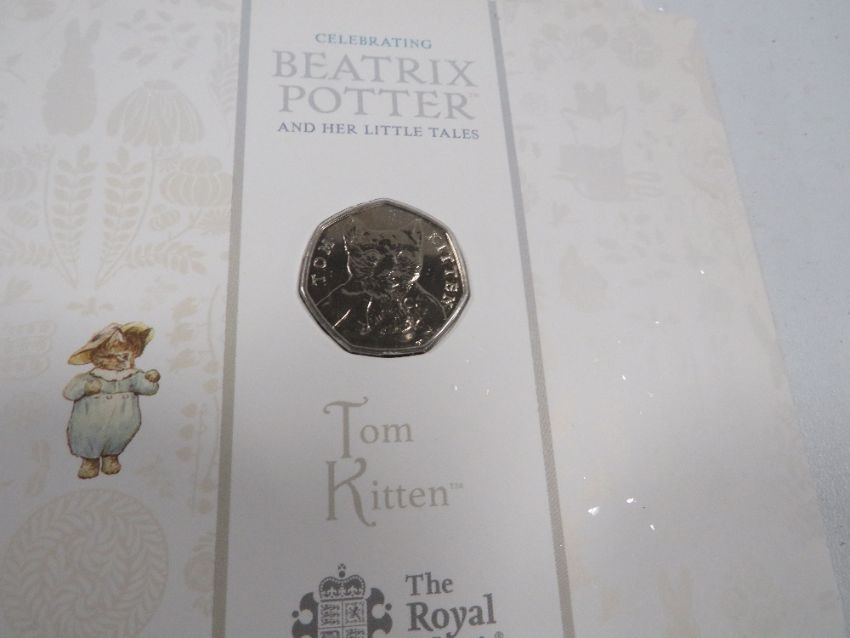 CELEBRATING
BEATRIX
POTTER™
AND HER LITTLE TALES
TOM KITTEN
Tom
Kitten™
The
Royal